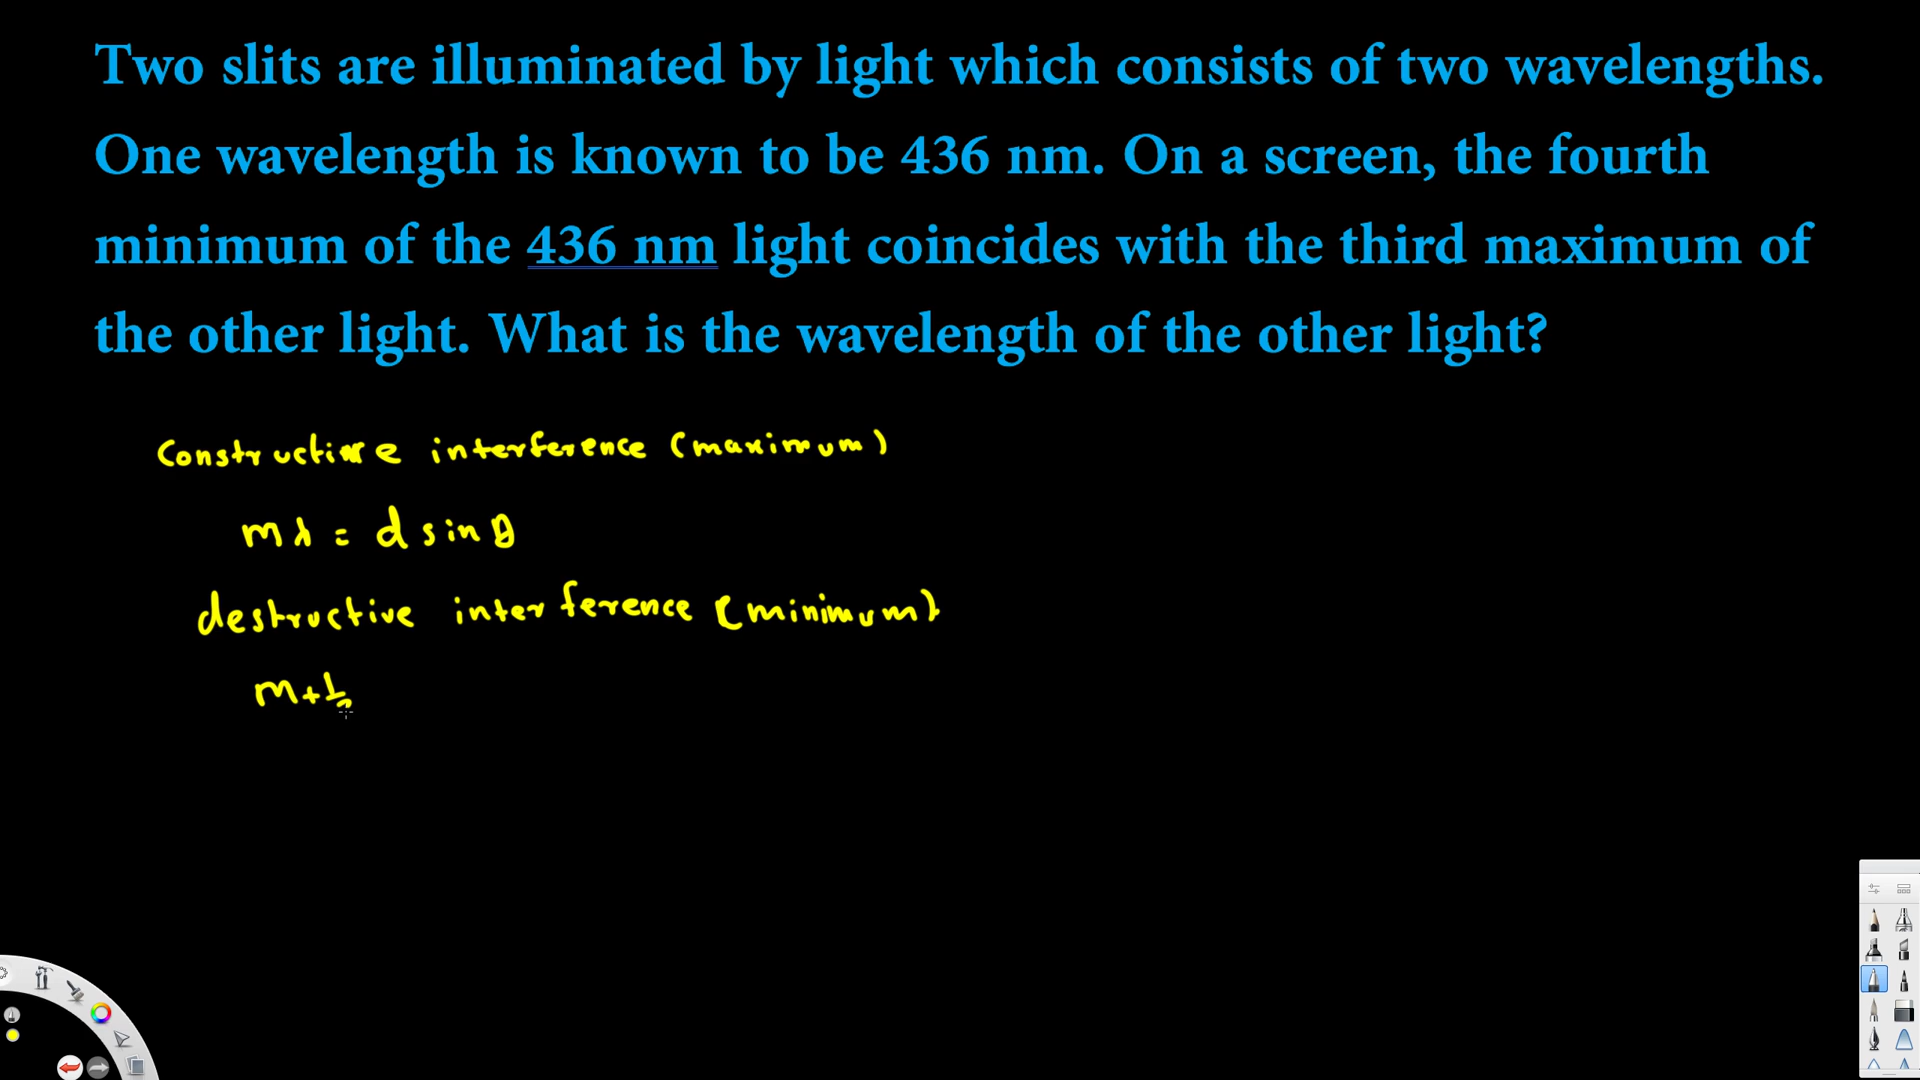 Two slits are illuminated by light which consists of two wavelengths.
One wavelength is known to be 436 nm. On a screen, the fourth
minimum of the 436 nm light coincides with the third maximum of
the other light. What is the wavelength of the other light?
Constructive interference (maximum)
mλ = d sin θ
destructive interference (minimum)
m+1/2